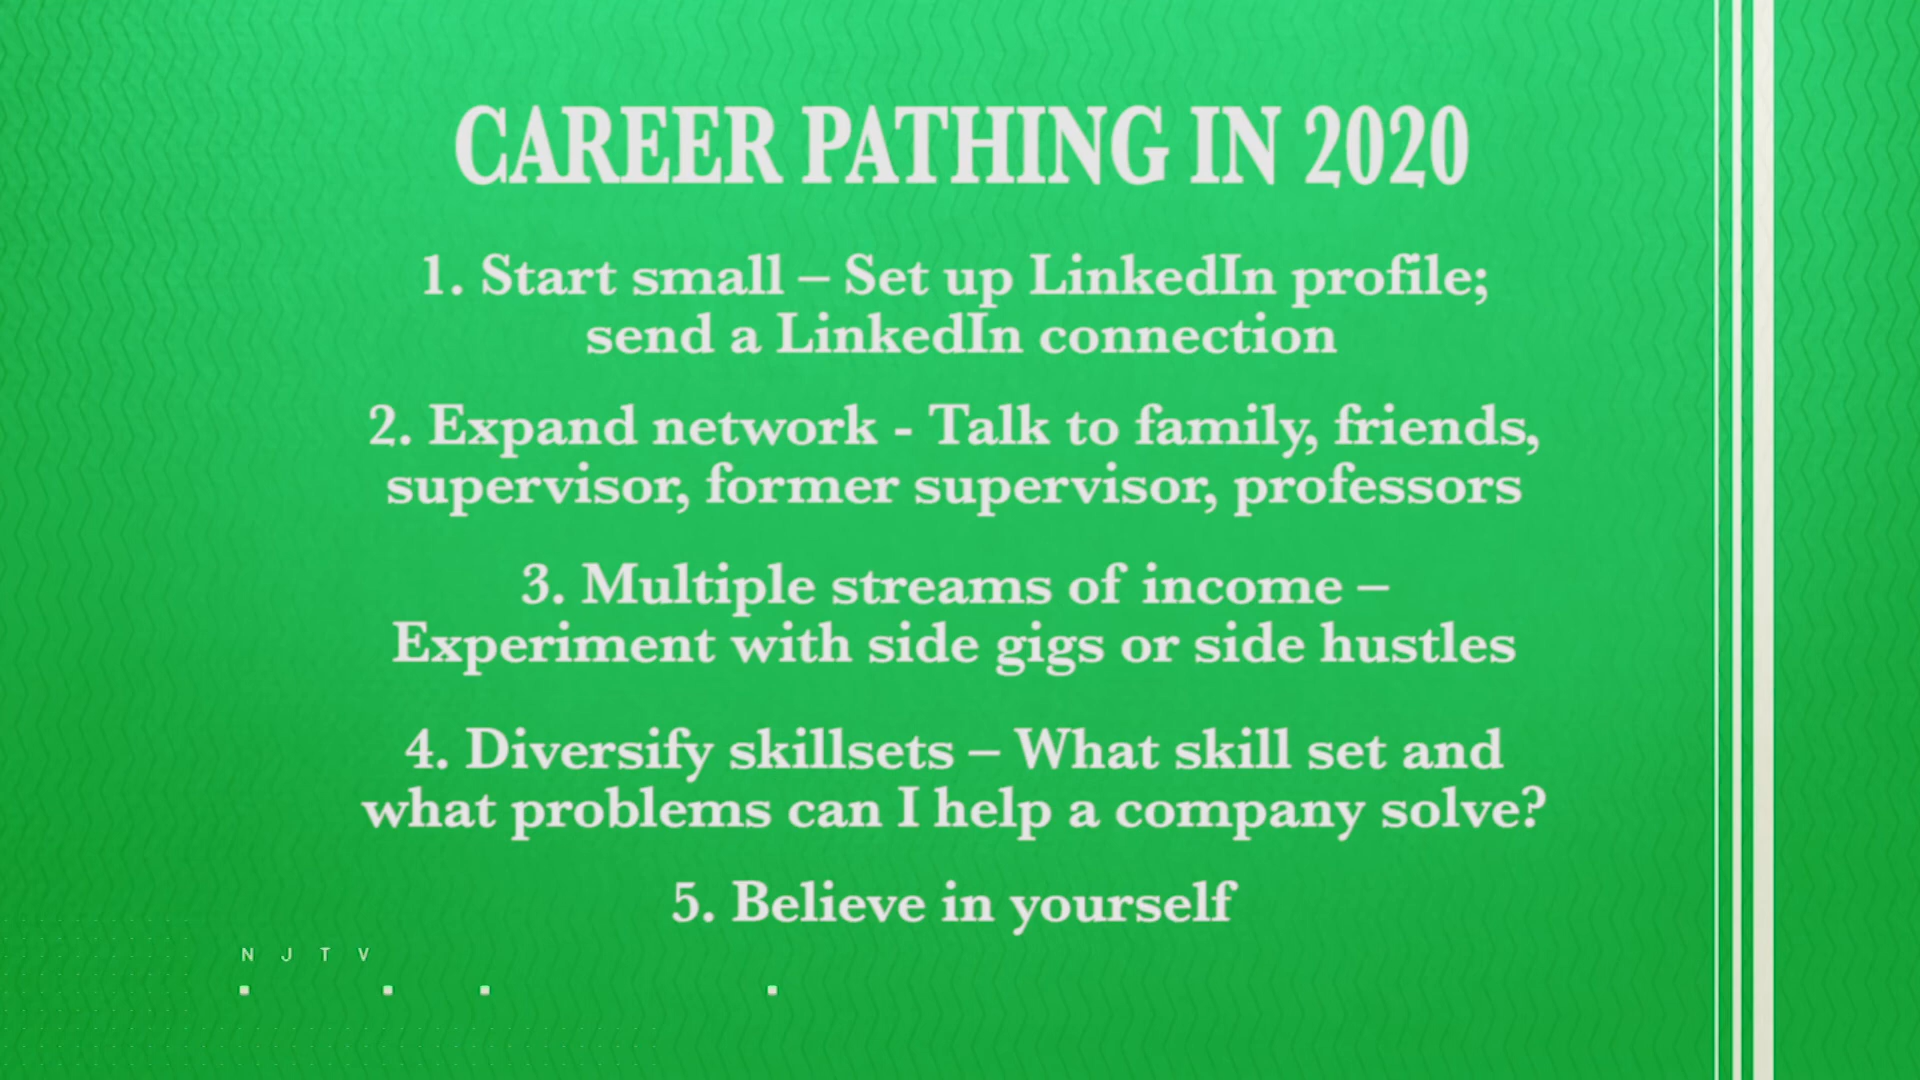 CAREER PATHING IN 2020
1. Start small – Set up LinkedIn profile;
send a LinkedIn connection
2. Expand network - Talk to family, friends,
supervisor, former supervisor, professors
3. Multiple streams of income –
Experiment with side gigs or side hustles
4. Diversify skillsets – What skill set and
what problems can I help a company solve?
5. Believe in yourself
NJTV